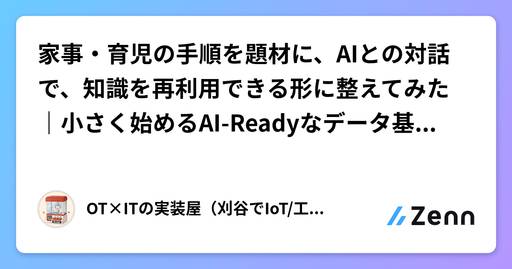 家事・育児の手順を題材に、AIとの対話
で、知識を再利用できる形に整えてみた
｜小さく始めるAI-Readyなデータ基...
OT×ITの実装屋（刈谷でIoT/工...
Zenn